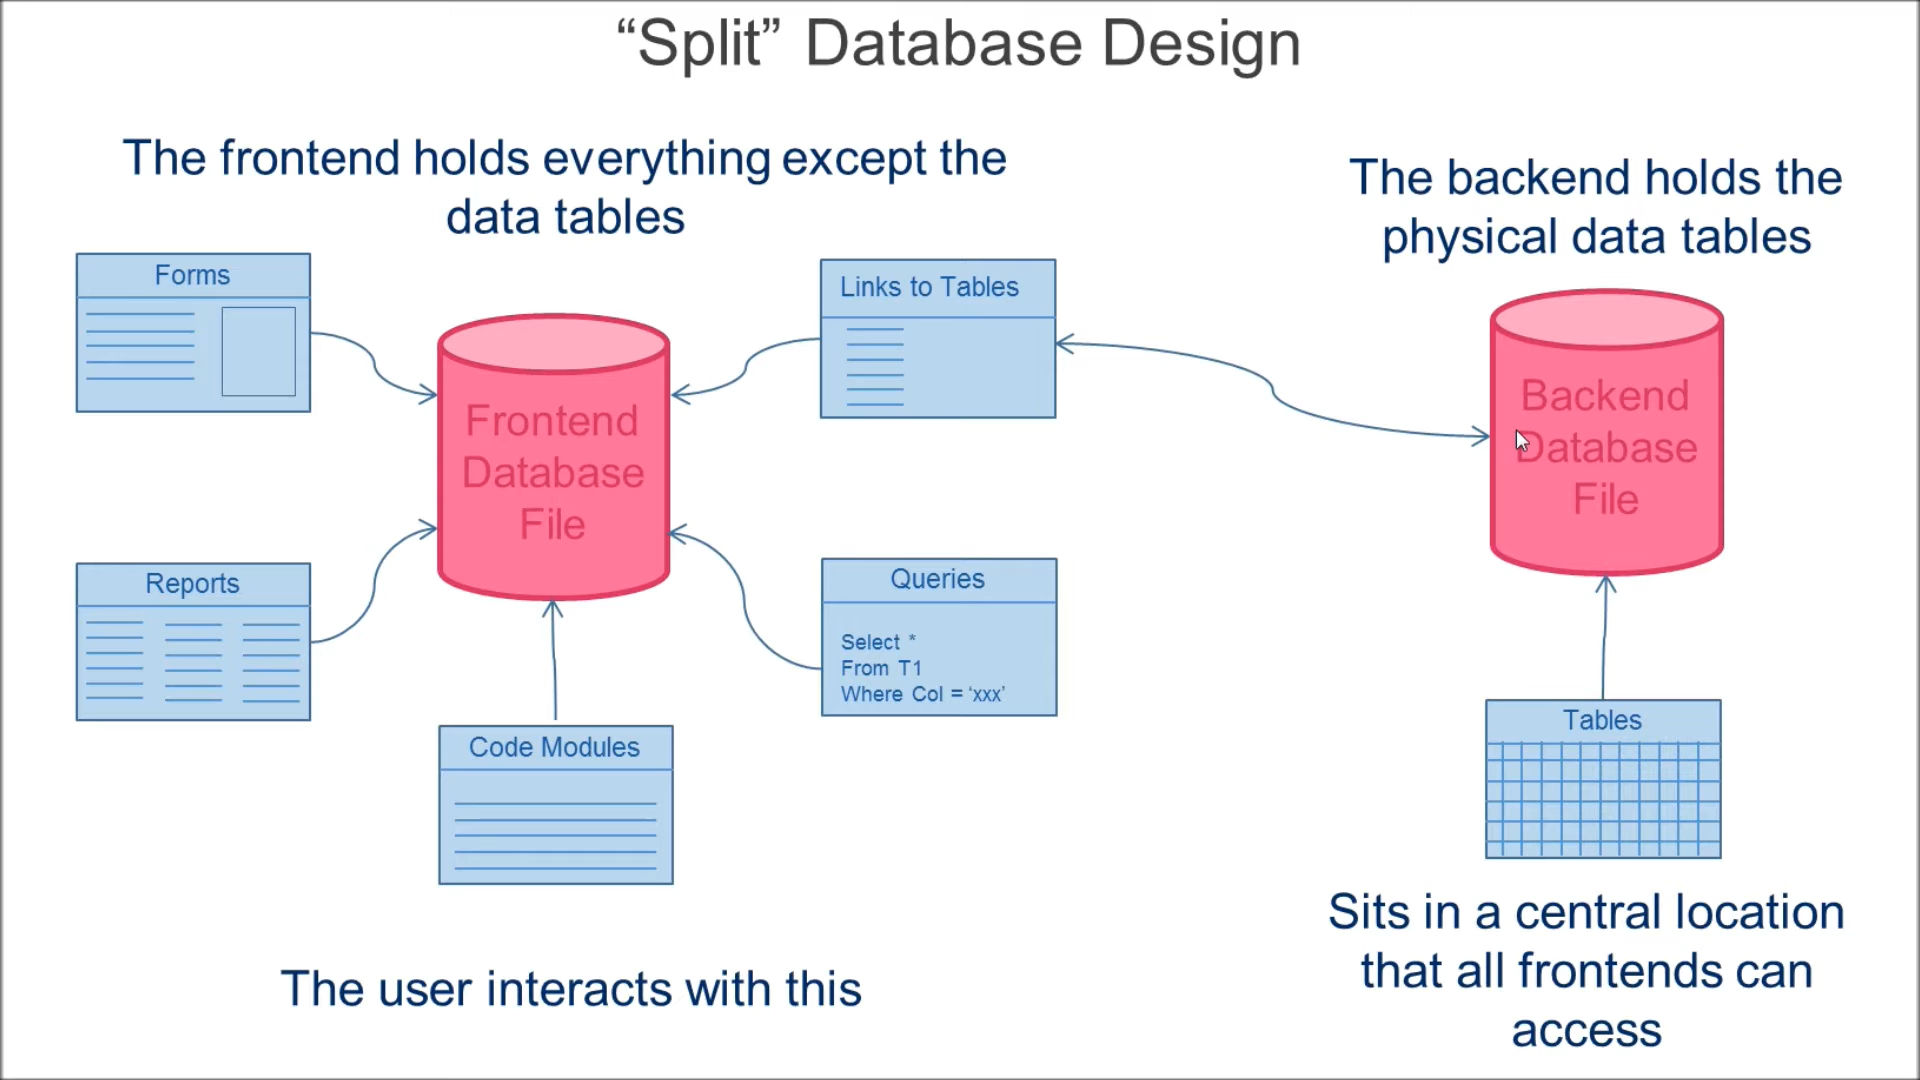 “Split” Database Design
The frontend holds everything except the
data tables
The backend holds the
physical data tables
Forms
Links to Tables
Frontend
Database
File
Backend
Database
File
Reports
Queries
Select *
From T1
Where Col = ‘xxx’
Code Modules
Tables
The user interacts with this
Sits in a central location
that all frontends can
access